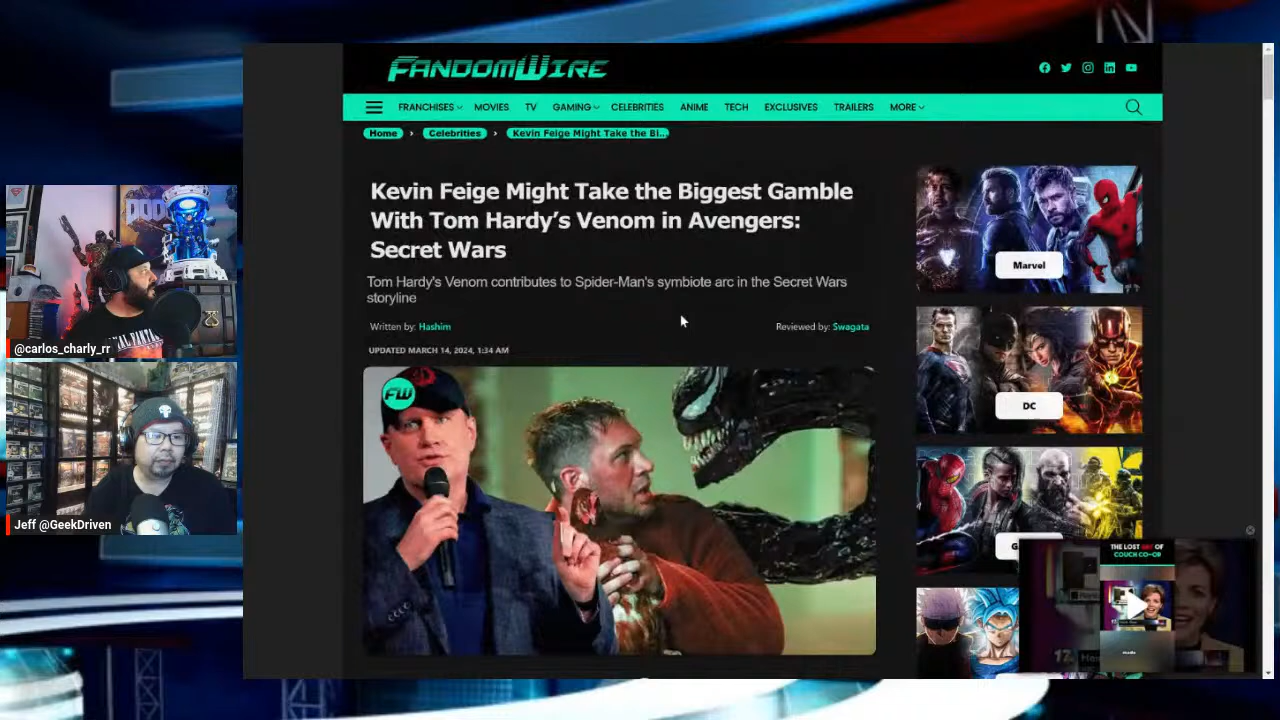 FANDOMWIRE
FRANCHISES MOVIES TV GAMING CELEBRITIES ANIME TECH EXCLUSIVES TRAILERS MORE
Home › Celebrities › Kevin Feige Might Take the Bi...
Kevin Feige Might Take the Biggest Gamble
With Tom Hardy's Venom in Avengers:
Secret Wars
Tom Hardy's Venom contributes to Spider-Man's symbiote arc in the Secret Wars
storyline
Written by: Hashim
Reviewed by: Swagata
UPDATED MARCH 14, 2024, 1:34 AM
FW
Marvel
DC
THE LOST ART OF
COUCH CO-OP
@carlos_charly_rr
Jeff @GeekDriven